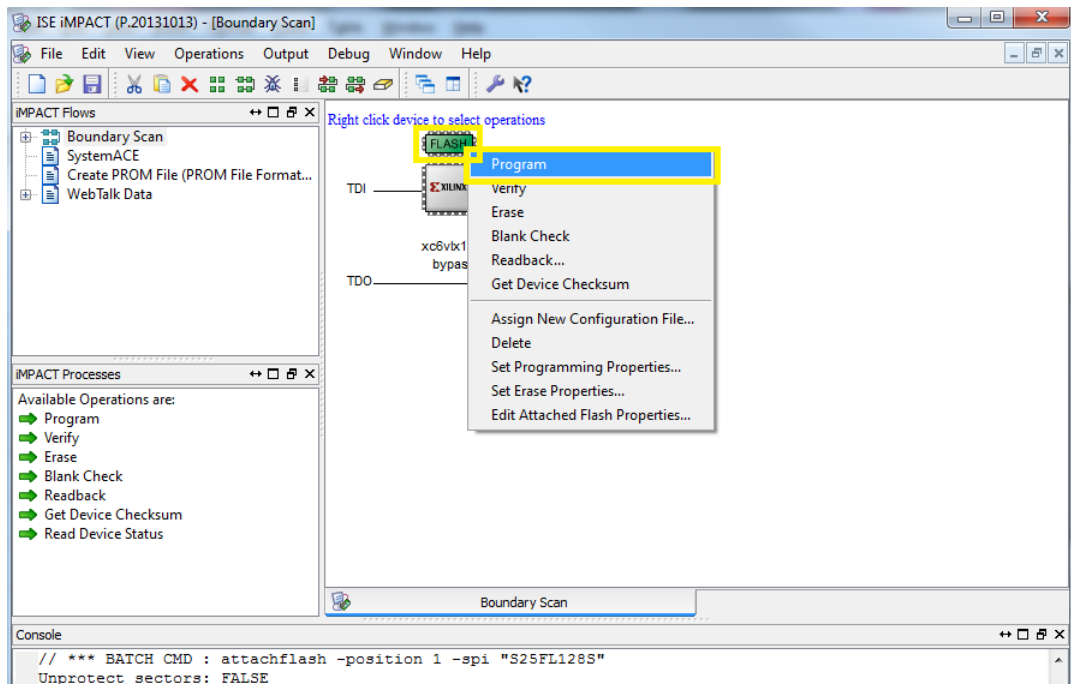 ISE iMPACT (P.20131013) - [Boundary Scan]
File Edit View Operations Output Debug Window Help
iMPACT Flows
Boundary Scan
SystemACE
Create PROM File (PROM File Format...
WebTalk Data
Right click device to select operations
FLASH
TDI
XILINX
xc6vlx1
bypas
TDO
Program
Verify
Erase
Blank Check
Readback...
Get Device Checksum
Assign New Configuration File...
Delete
Set Programming Properties...
Set Erase Properties...
Edit Attached Flash Properties...
iMPACT Processes
Available Operations are:
Program
Verify
Erase
Blank Check
Readback
Get Device Checksum
Read Device Status
Boundary Scan
Console
// *** BATCH CMD : attachflash -position 1 -spi "S25FL128S"
Unprotect sectors: FALSE